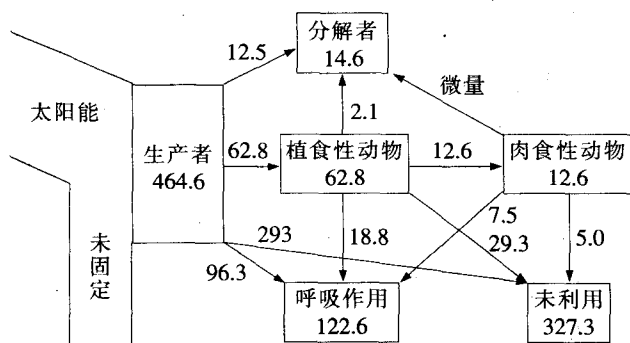 分解者
14.6
12.5
微量
太阳能
2.1
生产者
464.6
62.8
植食性动物
62.8
12.6
肉食性动物
12.6
未固定
293
18.8
7.5
29.3
5.0
96.3
呼吸作用
122.6
未利用
327.3